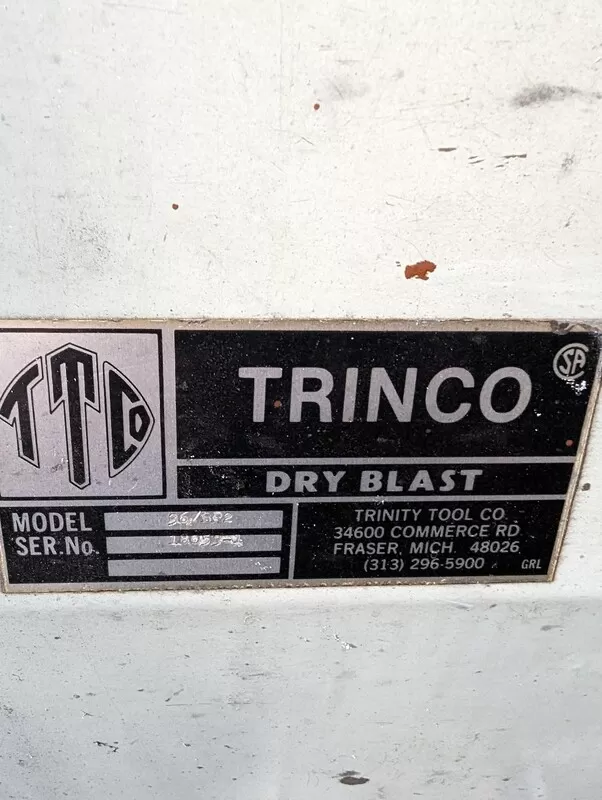 TTCO
TRINCO
SA
DRY BLAST
MODEL
SER.No.
TRINITY TOOL CO.
34600 COMMERCE RD
FRASER, MICH 48026
(313) 296-5900
GRL